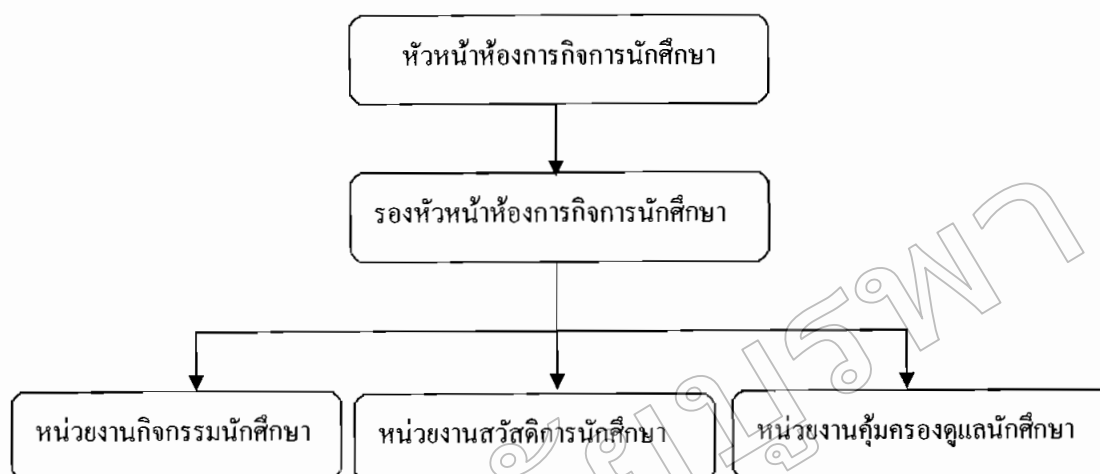 หัวหน้าห้องการกิจการนักศึกษา
รองหัวหน้าห้องการกิจการนักศึกษา
หน่วยงานกิจกรรมนักศึกษา
หน่วยงานสวัสดิการนักศึกษา
หน่วยงานคุ้มครองดูแลนักศึกษา